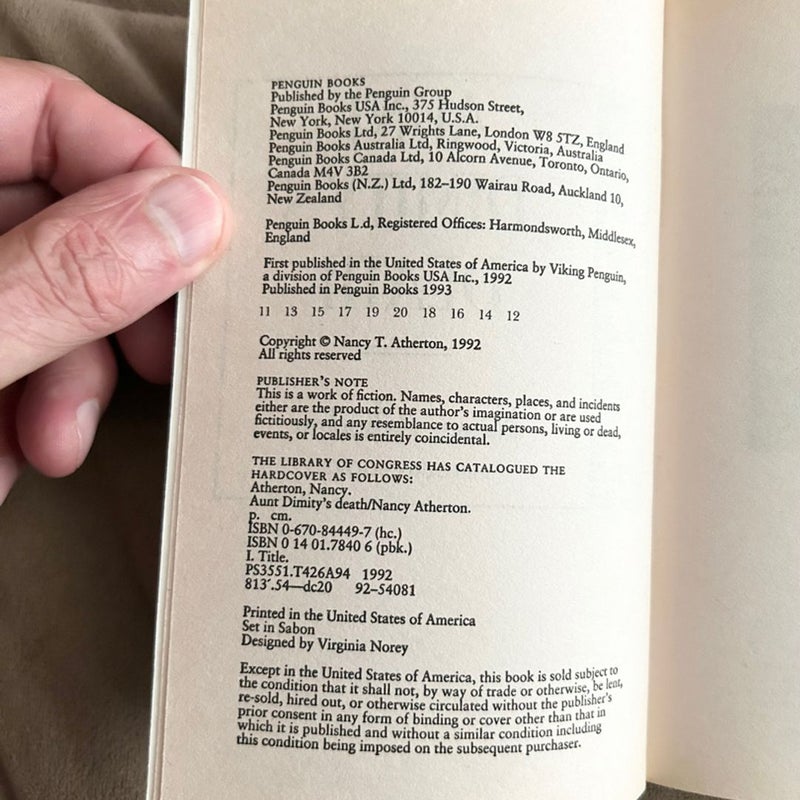 PENGUIN BOOKS
Published by the Penguin Group
Penguin Books USA Inc., 375 Hudson Street,
New York, New York 10014, U.S.A.
Penguin Books Ltd, 27 Wrights Lane, London W8 5TZ, England
Penguin Books Australia Ltd, Ringwood, Victoria, Australia
Penguin Books Canada Ltd, 10 Alcorn Avenue, Toronto, Ontario,
Canada M4V 3B2
Penguin Books (N.Z.) Ltd, 182–190 Wairau Road, Auckland 10,
New Zealand
Penguin Books L.d, Registered Offices: Harmondsworth, Middlesex,
England
First published in the United States of America by Viking Penguin,
a division of Penguin Books USA Inc., 1992
Published in Penguin Books 1993
11 13 15 17 19 20 18 16 14 12
Copyright © Nancy T. Atherton, 1992
All rights reserved
PUBLISHER'S NOTE
This is a work of fiction. Names, characters, places, and incidents
either are the product of the author's imagination or are used
fictitiously, and any resemblance to actual persons, living or dead,
events, or locales is entirely coincidental.
THE LIBRARY OF CONGRESS HAS CATALOGUED THE
HARDCOVER AS FOLLOWS:
Atherton, Nancy.
Aunt Dimity's death/Nancy Atherton.
p. cm.
ISBN 0-670-84449-7 (hc.)
ISBN 0 14 01.7840 6 (pbk.)
I. Title.
PS3551.T426A94 1992
813´.54—dc20 92–54081
Printed in the United States of America
Set in Sabon
Designed by Virginia Norey
Except in the United States of America, this book is sold subject to
the condition that it shall not, by way of trade or otherwise, be lent,
re-sold, hired out, or otherwise circulated without the publisher's
prior consent in any form of binding or cover other than that in
which it is published and without a similar condition including
this condition being imposed on the subsequent purchaser.